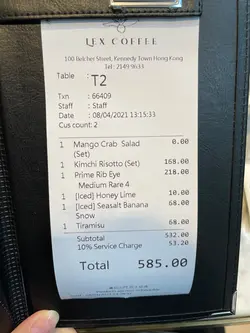 LEX COFFEE
100 Belcher Street, Kennedy Town Hong Kong
Tel : 2149 9633
Table : T2
Txn : 66409
Staff : Staff
Date : 08/04/2021 13:15:33
Cus count: 2
1 Mango Crab Salad 0.00
(Set)
1 Kimchi Risotto (Set) 168.00
1 Prime Rib Eye 218.00
Medium Rare 4
1 [Iced] Honey Lime 10.00
1 [Iced] Seasalt Banana 68.00
Snow
1 Tiramisu 68.00
Subtotal 532.00
10% Service Charge 53.20
Total 585.00